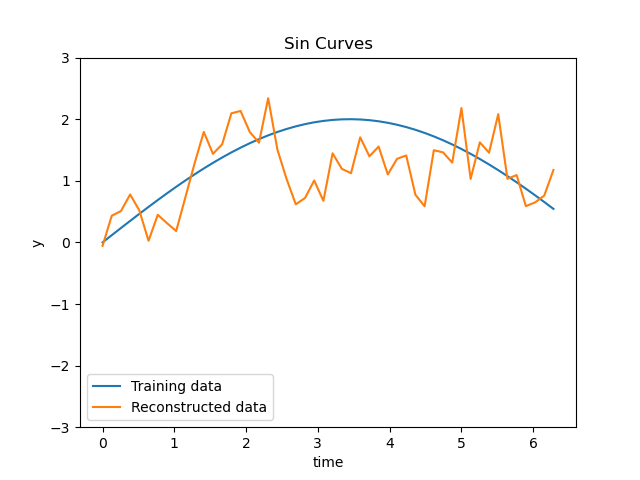 Sin Curves
3
2
1
0
−1
−2
−3
y
Training data
Reconstructed data
0 1 2 3 4 5 6
time